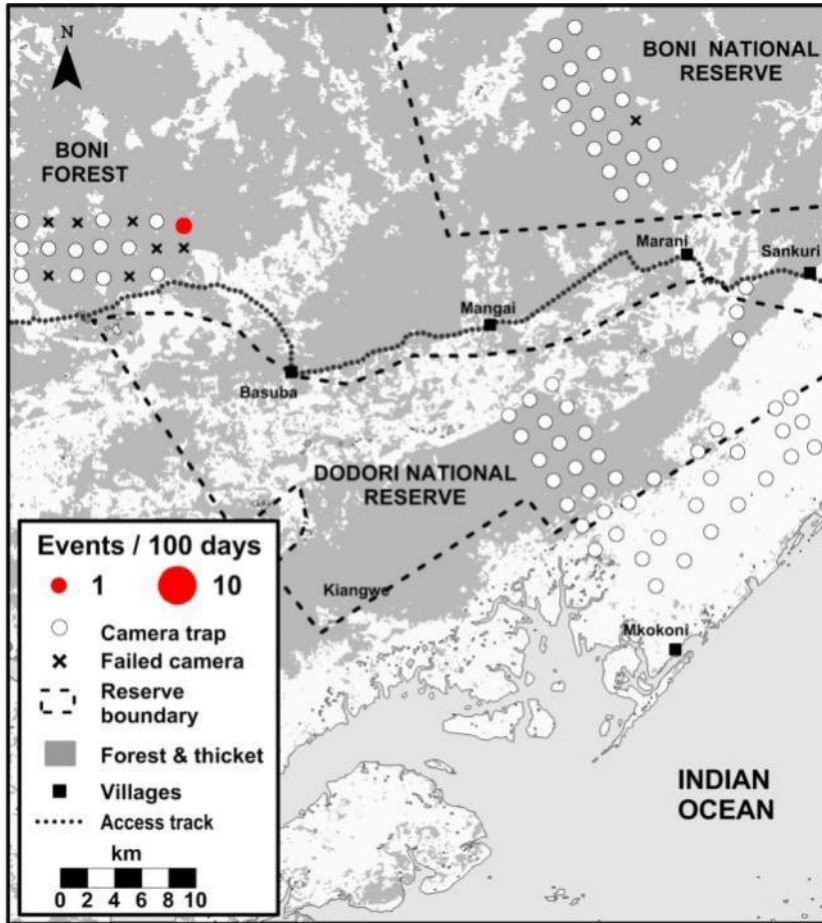 N
BONI NATIONAL
RESERVE
BONI
FOREST
Marani
Sankuri
Mangai
Basuba
DODORI NATIONAL
RESERVE
Kiangwe
Mkokoni
INDIAN
OCEAN
Events / 100 days
1 10
Camera trap
Failed camera
Reserve
boundary
Forest & thicket
Villages
Access track
km
0 2 4 6 8 10